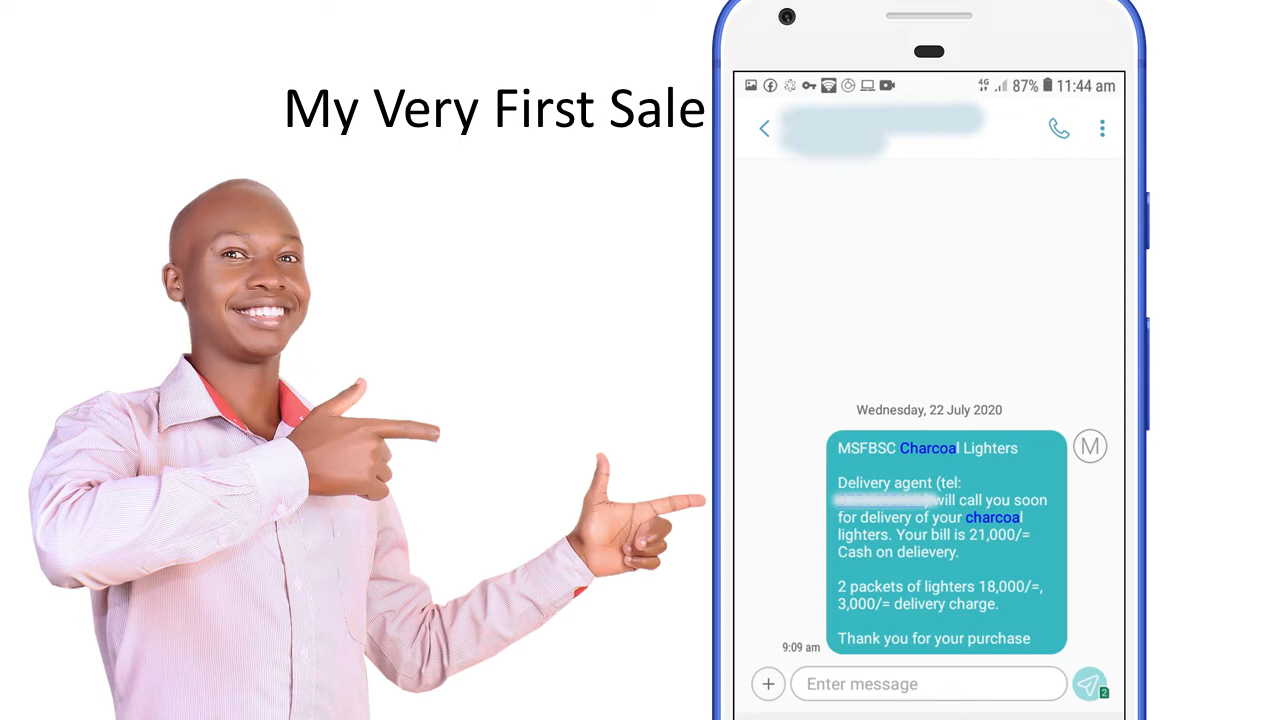 My Very First Sale
4G 87% 11:44 am
Wednesday, 22 July 2020
MSFBSC Charcoal Lighters
M
Delivery agent (tel:
will call you soon
for delivery of your charcoal
lighters. Your bill is 21,000/=
Cash on delievery.
2 packets of lighters 18,000/=,
3,000/= delivery charge.
Thank you for your purchase
9:09 am
Enter message
2